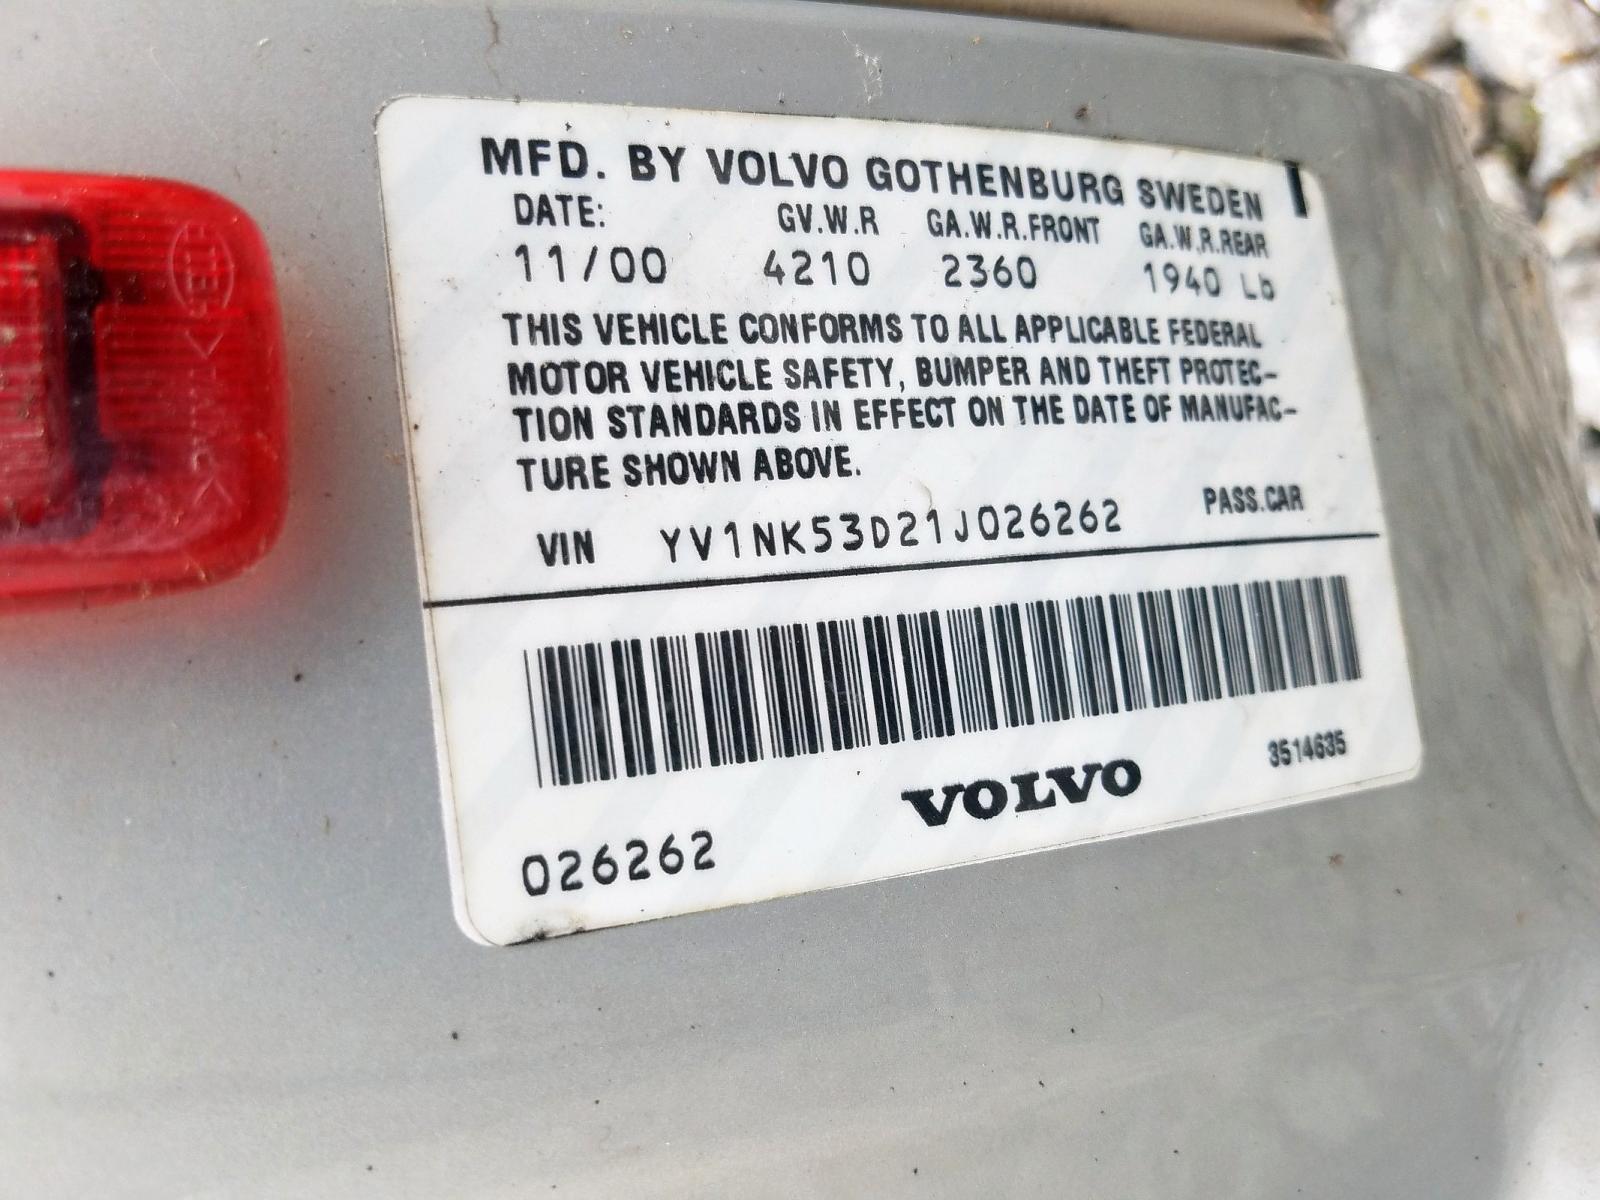 MFD. BY VOLVO GOTHENBURG SWEDEN
DATE: GV.W.R GA.W.R.FRONT GA.W.R.REAR
11/00 4210 2360 1940 Lb
THIS VEHICLE CONFORMS TO ALL APPLICABLE FEDERAL
MOTOR VEHICLE SAFETY, BUMPER AND THEFT PROTEC-
TION STANDARDS IN EFFECT ON THE DATE OF MANUFAC-
TURE SHOWN ABOVE.
VIN YV1NK53D21J026262 PASS.CAR
3514635
VOLVO
026262
HELLA